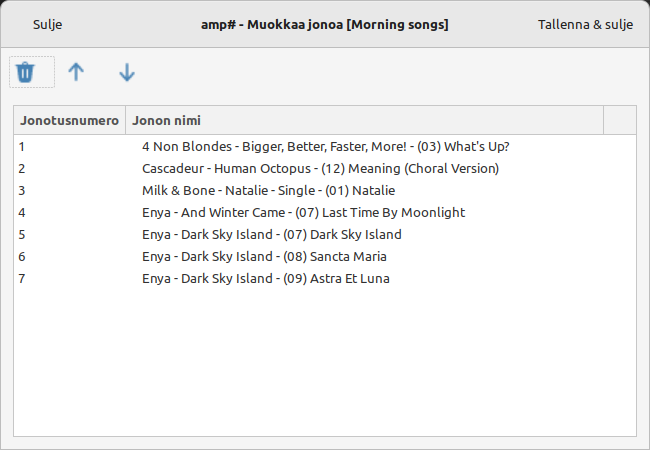 Sulje amp# - Muokkaa jonoa [Morning songs] Tallenna & sulje
Jonotusnumero Jonon nimi
1 4 Non Blondes - Bigger, Better, Faster, More! - (03) What's Up?
2 Cascadeur - Human Octopus - (12) Meaning (Choral Version)
3 Milk & Bone - Natalie - Single - (01) Natalie
4 Enya - And Winter Came - (07) Last Time By Moonlight
5 Enya - Dark Sky Island - (07) Dark Sky Island
6 Enya - Dark Sky Island - (08) Sancta Maria
7 Enya - Dark Sky Island - (09) Astra Et Luna